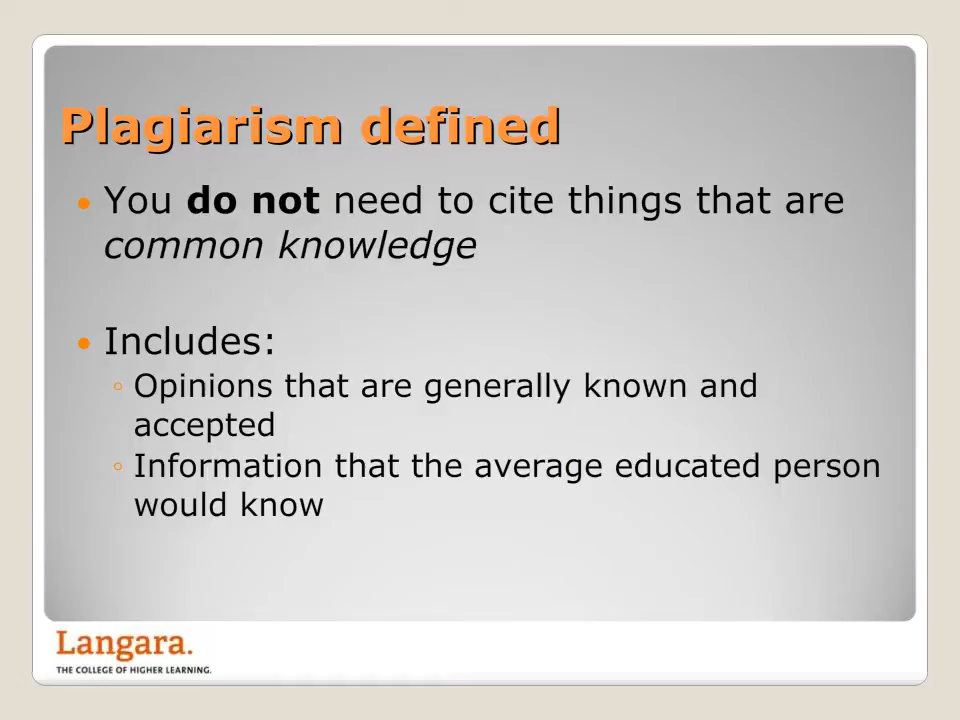 Plagiarism defined
• You do not need to cite things that are
common knowledge
• Includes:
◦ Opinions that are generally known and
accepted
◦ Information that the average educated person
would know
Langara.
THE COLLEGE OF HIGHER LEARNING.